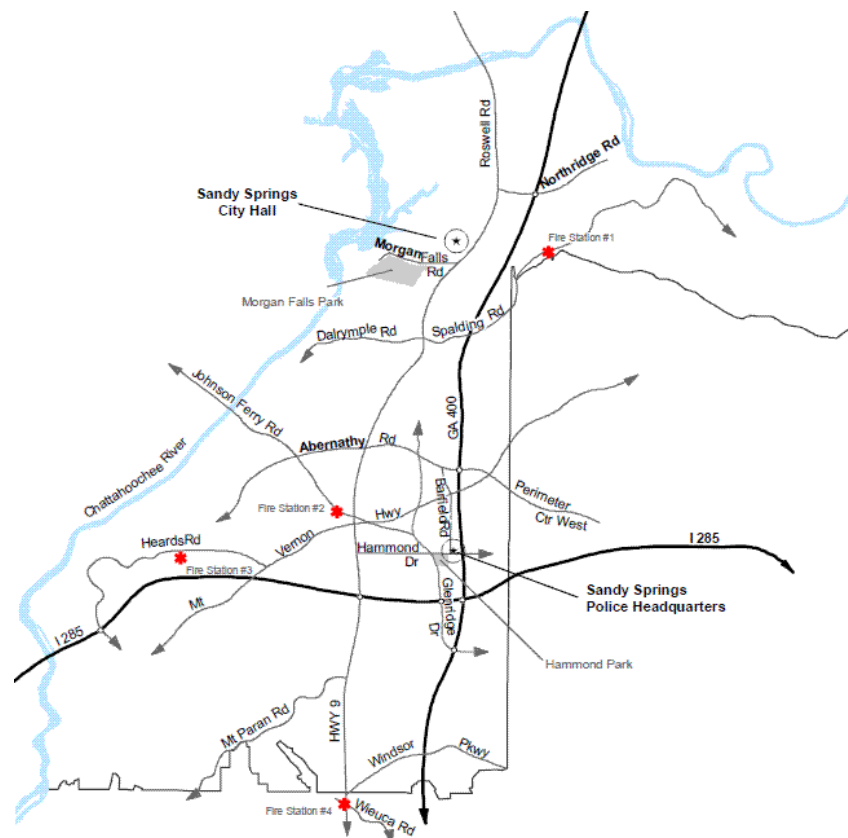 Roswell Rd
Northridge Rd
Sandy Springs
City Hall
Fire Station #1
Morgan Falls
Rd
Morgan Falls Park
Dalrymple Rd
Spalding Rd
Johnson Ferry Rd
GA 400
Abernathy Rd
Chattahoochee River
Barfield Rd
Perimeter
Ctr West
Fire Station #2
Mt Vernon Hwy
HeardsRd
Hammond
Dr
I 285
Fire Station #3
Sandy Springs
Police Headquarters
Glenridge Dr
I 285
Hammond Park
Mt Paran Rd
HWY 9
Windsor Pkwy
Fire Station #4
Wieuca Rd